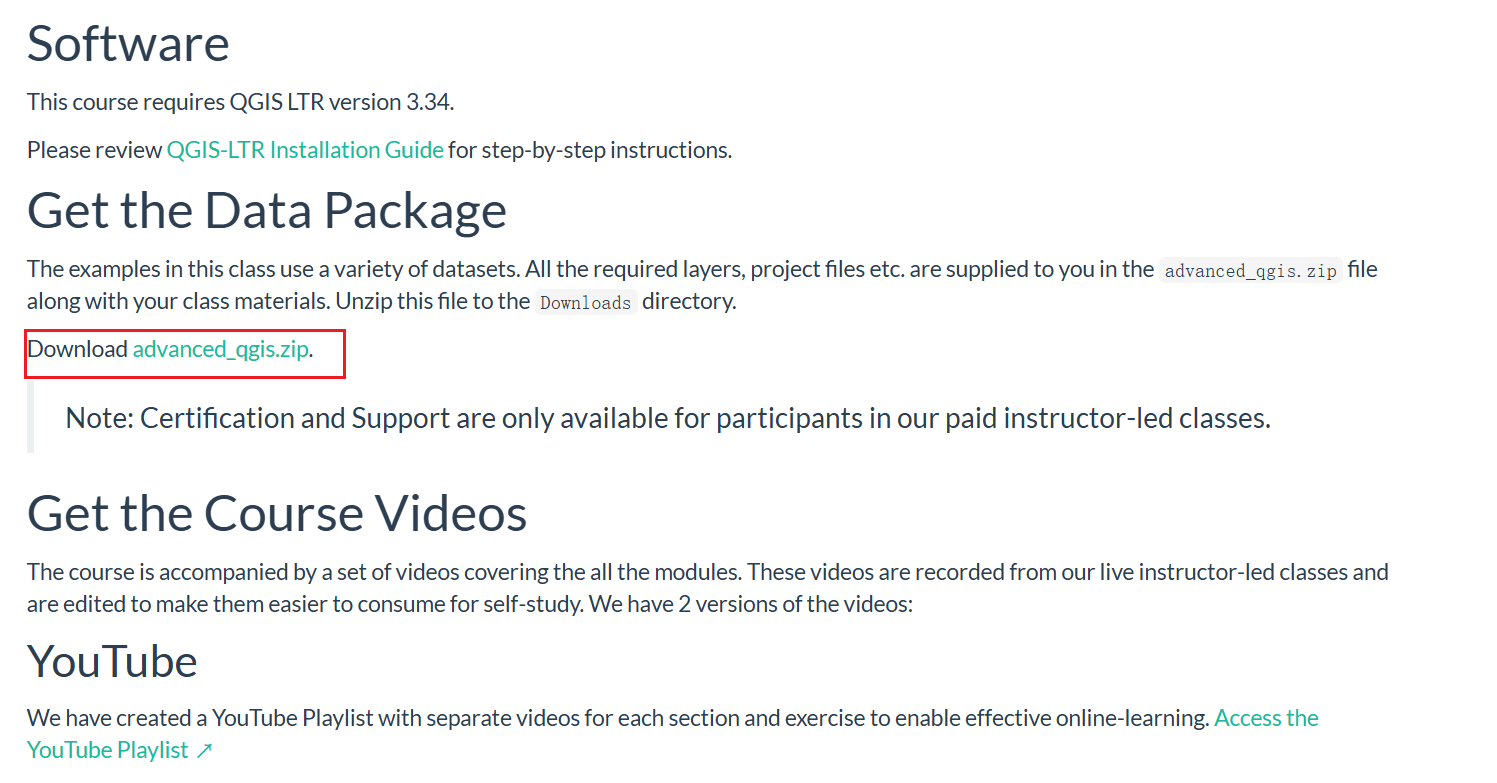 Software
This course requires QGIS LTR version 3.34.
Please review QGIS-LTR Installation Guide for step-by-step instructions.
Get the Data Package
The examples in this class use a variety of datasets. All the required layers, project files etc. are supplied to you in the advanced_qgis.zip file
along with your class materials. Unzip this file to the Downloads directory.
Download advanced_qgis.zip.
Note: Certification and Support are only available for participants in our paid instructor-led classes.
Get the Course Videos
The course is accompanied by a set of videos covering the all the modules. These videos are recorded from our live instructor-led classes and
are edited to make them easier to consume for self-study. We have 2 versions of the videos:
YouTube
We have created a YouTube Playlist with separate videos for each section and exercise to enable effective online-learning. Access the
YouTube Playlist ↗